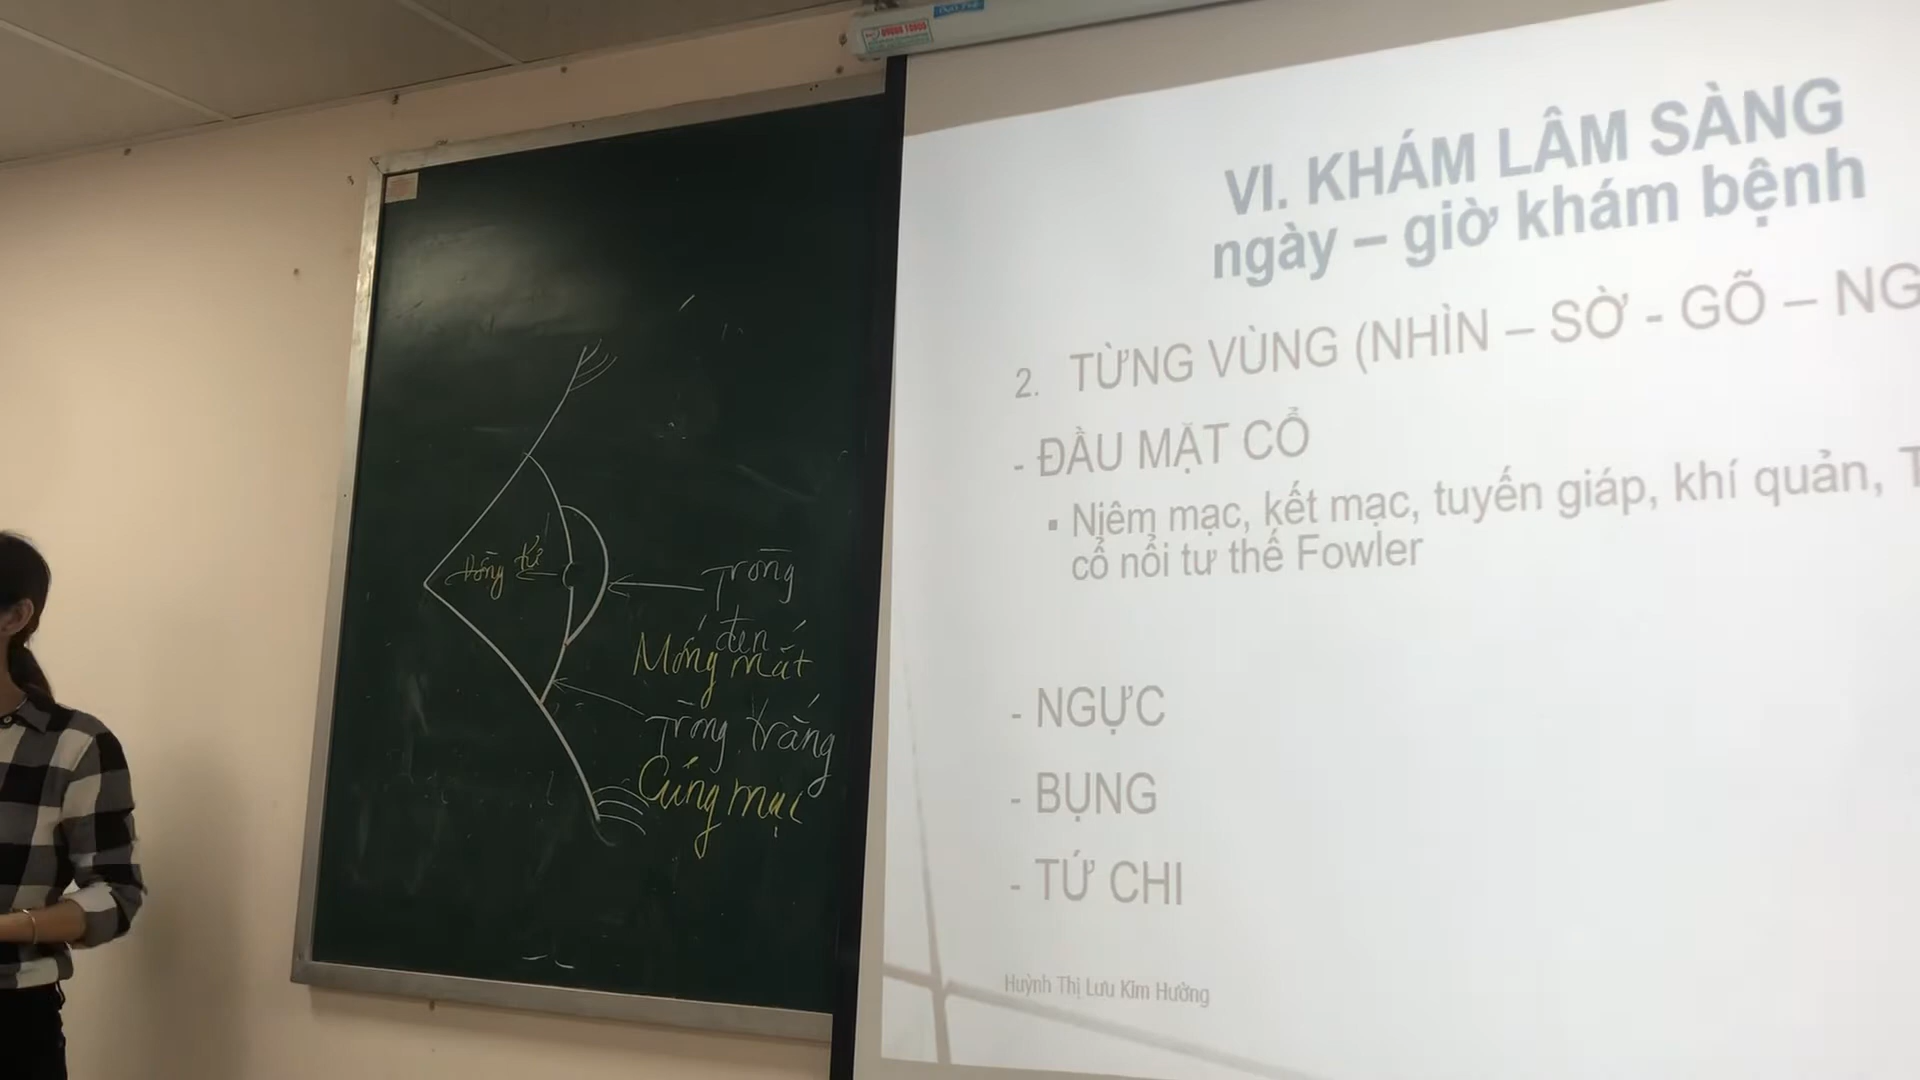 Đồng tử
Tròng
đen
Mống mắt
Tròng trắng
Củng mạc
VI. KHÁM LÂM SÀNG
ngày – giờ khám bệnh
2. TỪNG VÙNG (NHÌN – SỜ - GÕ – NG
- ĐẦU MẶT CỔ
▪ Niêm mạc, kết mạc, tuyến giáp, khí quản, T
cổ nổi tư thế Fowler
- NGỰC
- BỤNG
- TỨ CHI
Huỳnh Thị Lưu Kim Hường